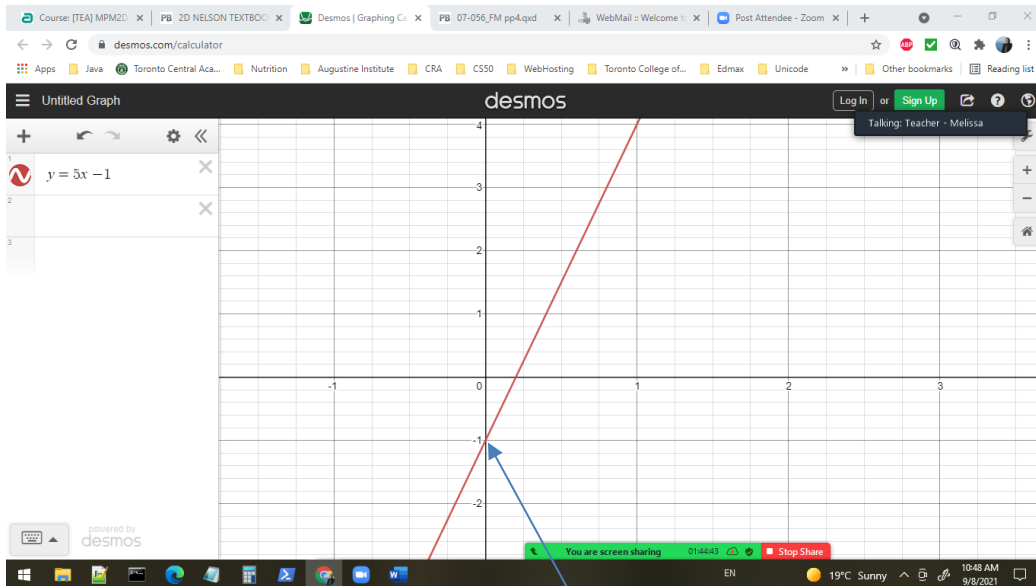 Course: [TEA] MPM2D
PB 2D NELSON TEXTBOO
Desmos | Graphing Ca
PB 07-056_FM pp4.qxd
WebMail :: Welcome t
Post Attendee - Zoom
desmos.com/calculator
ABP
Apps Java Toronto Central Aca... Nutrition Augustine Institute CRA CS50 WebHosting Toronto College of... Edmax Unicode » Other bookmarks Reading list
Untitled Graph
desmos
Log In or Sign Up
Talking: Teacher - Melissa
1
y = 5x −1
2
3
4
3
2
1
-1 0 1 2 3
-1
-2
powered by
desmos
You are screen sharing 01:44:43 Stop Share
EN
19°C Sunny
10:48 AM
9/8/2021